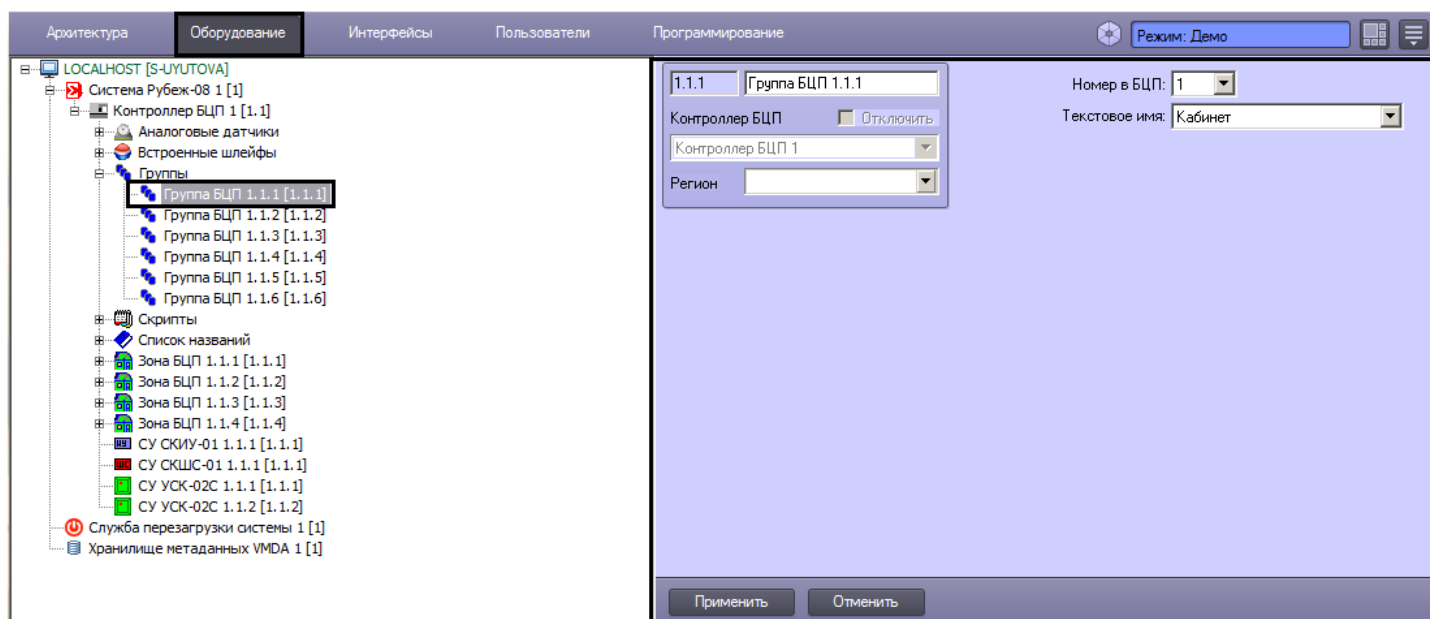 Архитектура Оборудование Интерфейсы Пользователи Программирование Режим: Демо
LOCALHOST [S-UYUTOVA]
Система Рубеж-08 1 [1]
Контроллер БЦП 1 [1.1]
Аналоговые датчики
Встроенные шлейфы
Группы
Группа БЦП 1.1.1 [1.1.1]
Группа БЦП 1.1.2 [1.1.2]
Группа БЦП 1.1.3 [1.1.3]
Группа БЦП 1.1.4 [1.1.4]
Группа БЦП 1.1.5 [1.1.5]
Группа БЦП 1.1.6 [1.1.6]
Скрипты
Список названий
Зона БЦП 1.1.1 [1.1.1]
Зона БЦП 1.1.2 [1.1.2]
Зона БЦП 1.1.3 [1.1.3]
Зона БЦП 1.1.4 [1.1.4]
СУ СКИУ-01 1.1.1 [1.1.1]
СУ СКШС-01 1.1.1 [1.1.1]
СУ УСК-02С 1.1.1 [1.1.1]
СУ УСК-02С 1.1.2 [1.1.2]
Служба перезагрузки системы 1 [1]
Хранилище метаданных VMDA 1 [1]
1.1.1 Группа БЦП 1.1.1
Контроллер БЦП Отключить
Контроллер БЦП 1
Регион
Номер в БЦП: 1
Текстовое имя: Кабинет
Применить Отменить